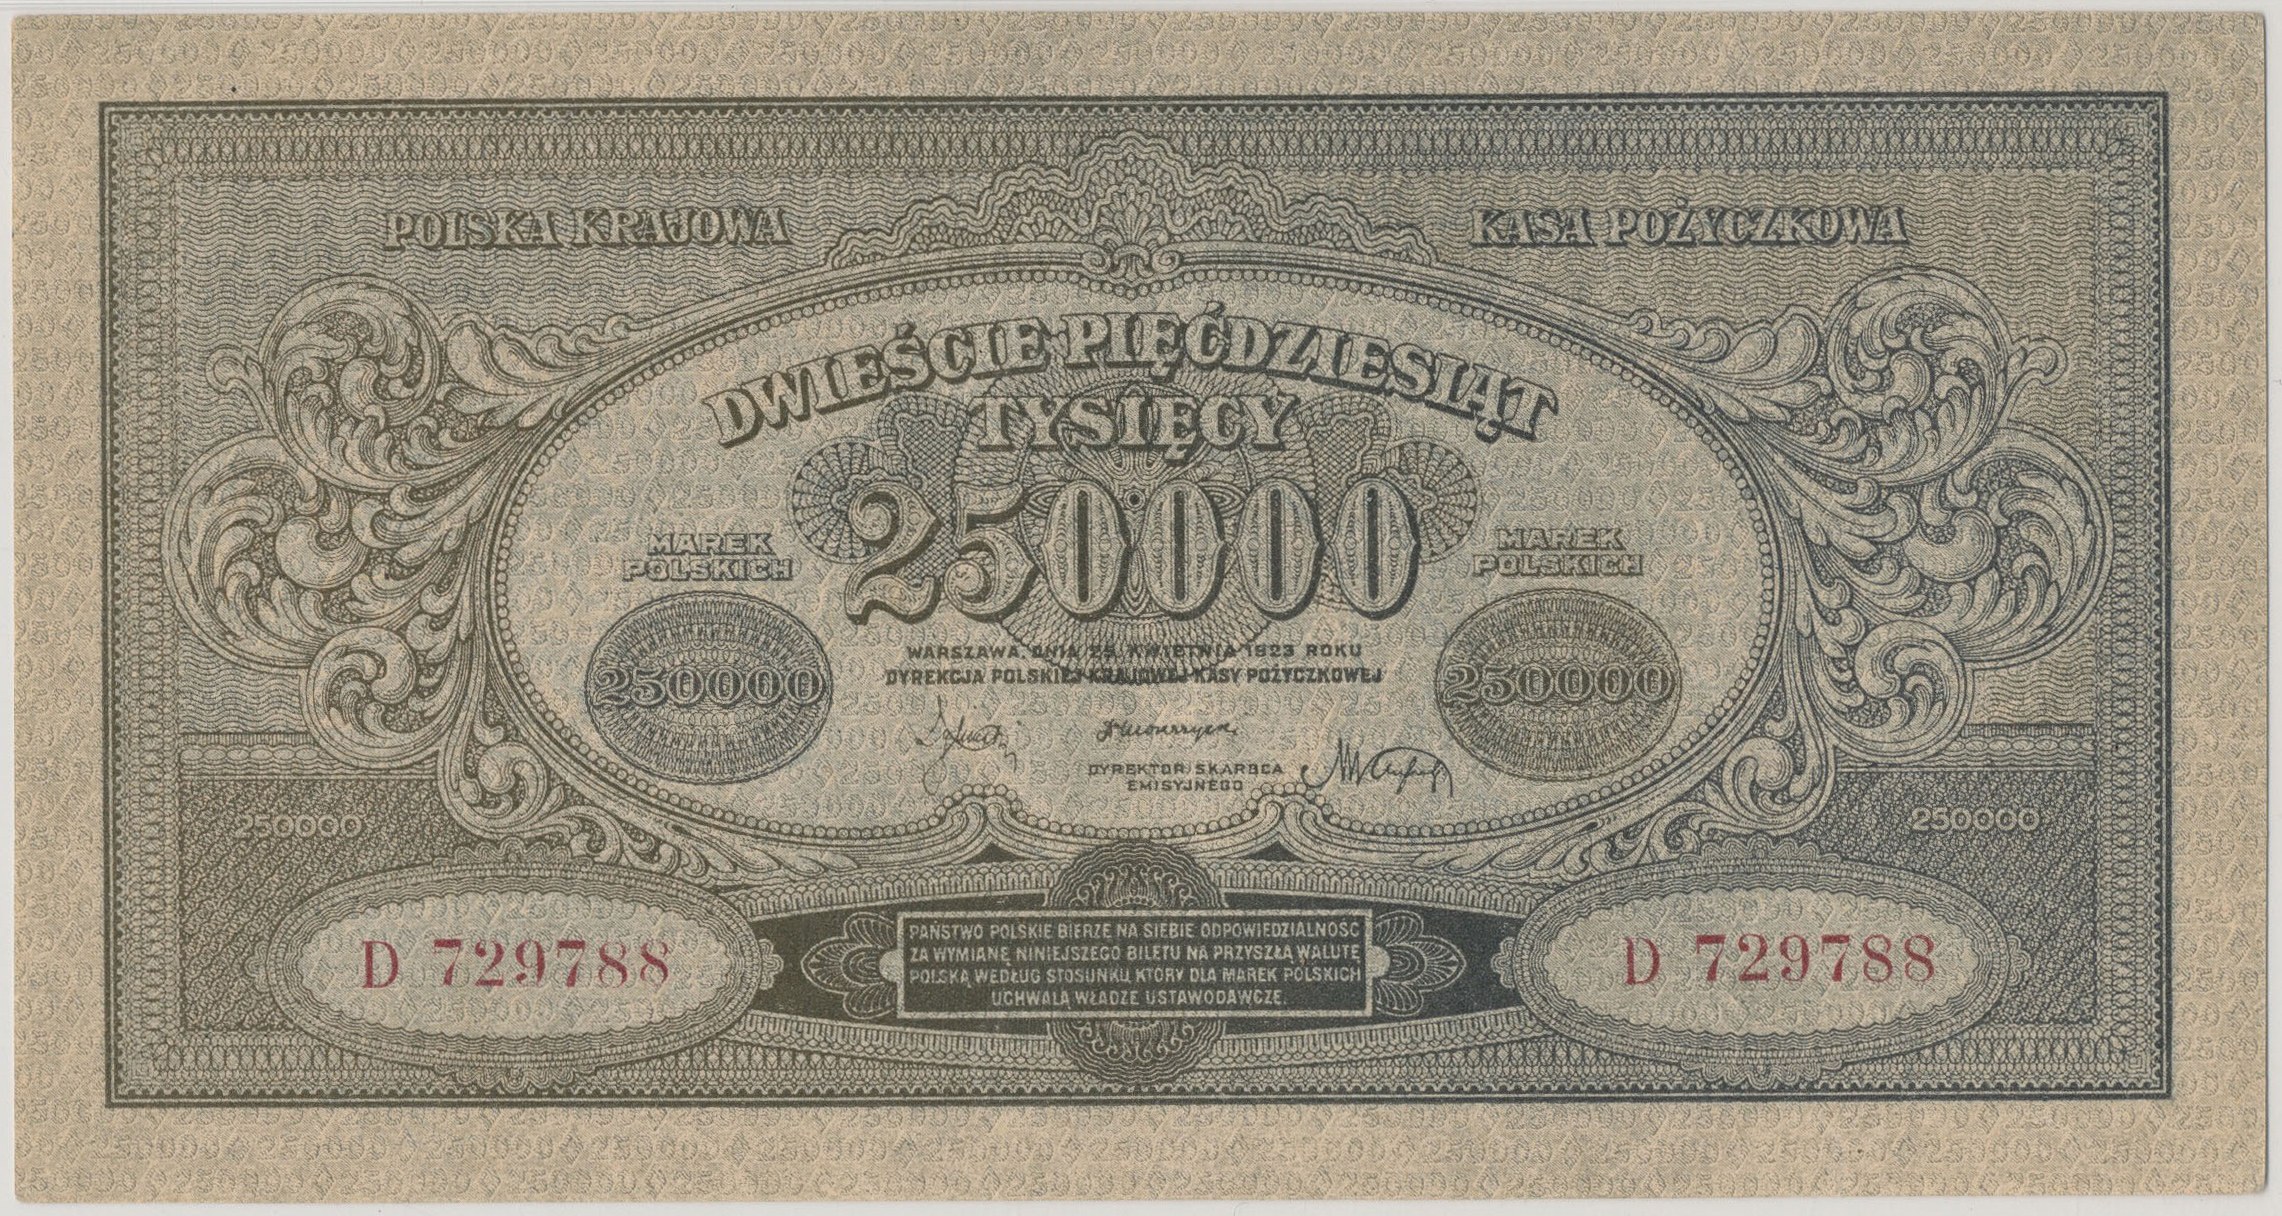 POLSKA KRAJOWA KASA POŻYCZKOWA
DWIEŚCIE PIĘĆDZIESIĄT
TYSIĘCY
250000
MAREK
POLSKICH
MAREK
POLSKICH
250000
250000
WARSZAWA DNIA 25. KWIETNIA 1923 ROKU
DYREKCJA POLSKIEJ KRAJOWEJ KASY POŻYCZKOWEJ
DYREKTOR SKARBCA
EMISYJNEGO
250000
250000
D 729788
D 729788
PAŃSTWO POLSKIE BIERZE NA SIEBIE ODPOWIEDZIALNOŚĆ
ZA WYMIANĘ NINIEJSZEGO BILETU NA PRZYSZŁĄ WALUTĘ
POLSKĄ WEDŁUG STOSUNKU, KTÓRY DLA MAREK POLSKICH
UCHWALĄ WŁADZE USTAWODAWCZE.